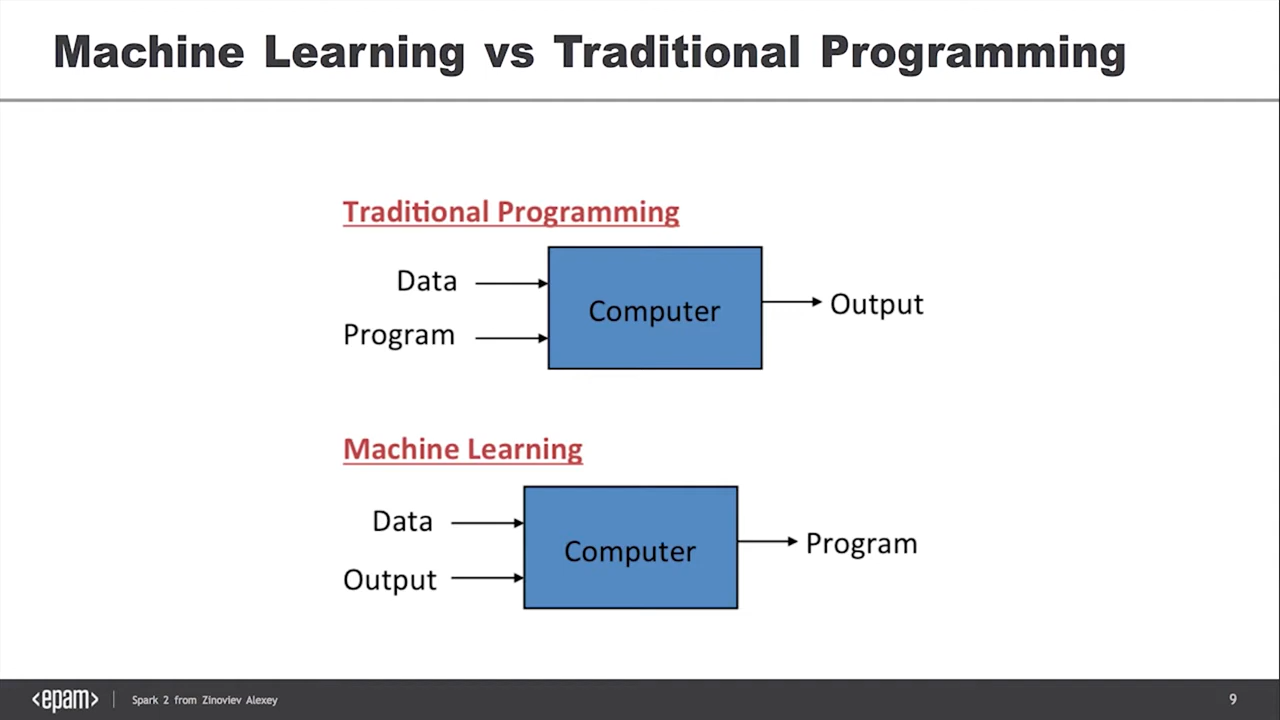 Machine Learning vs Traditional Programming
Traditional Programming
Data
Program
Computer
Output
Machine Learning
Data
Output
Computer
Program
<epam> Spark 2 from Zinoviev Alexey 9